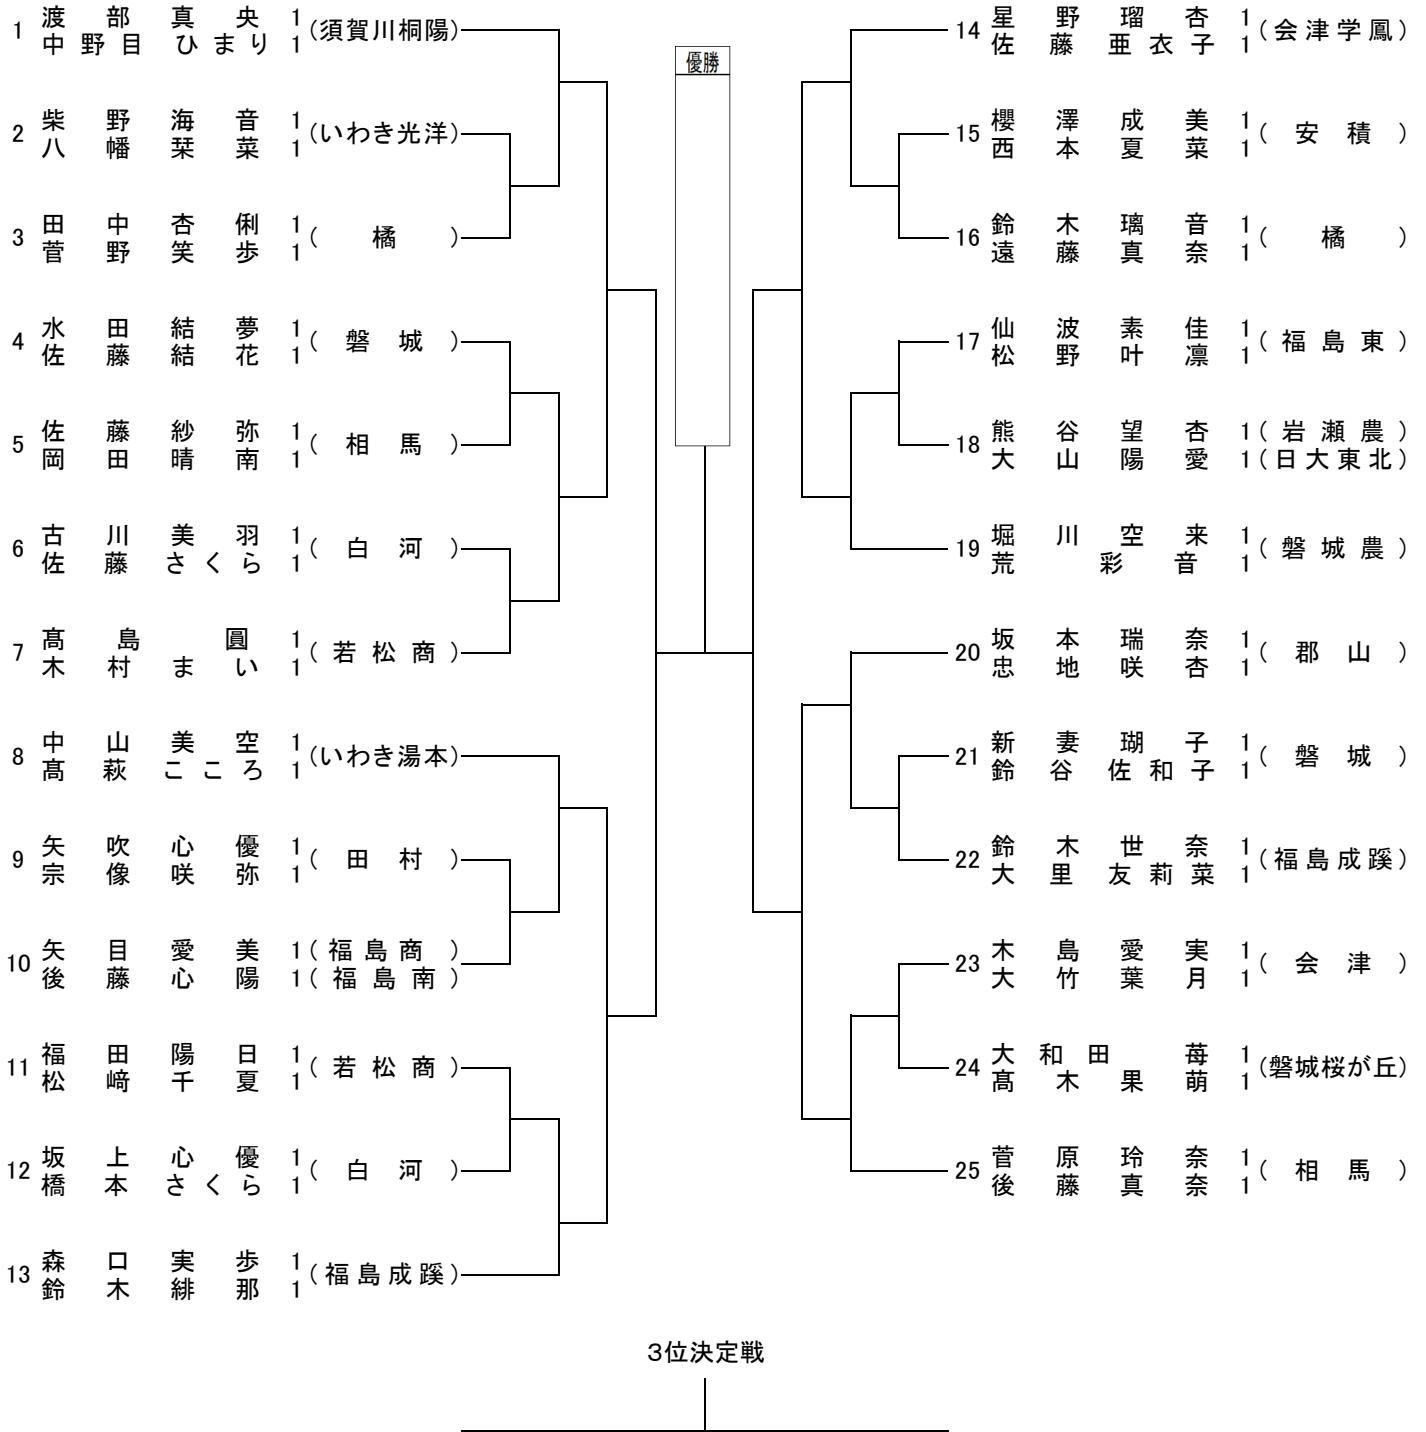 優勝
1 渡部真央 1 (須賀川桐陽)
中野目ひまり 1
2 柴野海音 1 (いわき光洋)
八幡栞菜 1
3 田中杏俐 1 (橘)
菅野笑歩 1
4 水田結夢 1 (磐城)
佐藤結花 1
5 佐藤紗弥 1 (相馬)
岡田晴南 1
6 古川美羽 1 (白河)
佐藤さくら 1
7 髙島圓 1 (若松商)
木村まい 1
8 中山美空 1 (いわき湯本)
髙萩こころ 1
9 矢吹心優 1 (田村)
宗像咲弥 1
10 矢目愛美 1 (福島商)
後藤心陽 1 (福島南)
11 福田陽日 1 (若松商)
松﨑千夏 1
12 坂上心優 1 (白河)
橋本さくら 1
13 森口実歩 1 (福島成蹊)
鈴木緋那 1
14 星野瑠杏 1 (会津学鳳)
佐藤亜衣子 1
15 櫻澤成美 1 (安積)
西本夏菜 1
16 鈴木璃音 1 (橘)
遠藤真奈 1
17 仙波素佳 1 (福島東)
松野叶凛 1
18 熊谷望杏 1 (岩瀬農)
大山陽愛 1 (日大東北)
19 堀川空来 1 (磐城農)
荒彩音 1
20 坂本瑞奈 1 (郡山)
忠地咲杏 1
21 新妻瑚子 1 (磐城)
鈴谷佐和子 1
22 鈴木世奈 1 (福島成蹊)
大里友莉菜 1
23 木島愛実 1 (会津)
大竹葉月 1
24 大和田苺 1 (磐城桜が丘)
髙木果萌 1
25 菅原玲奈 1 (相馬)
後藤真奈 1
3位決定戦